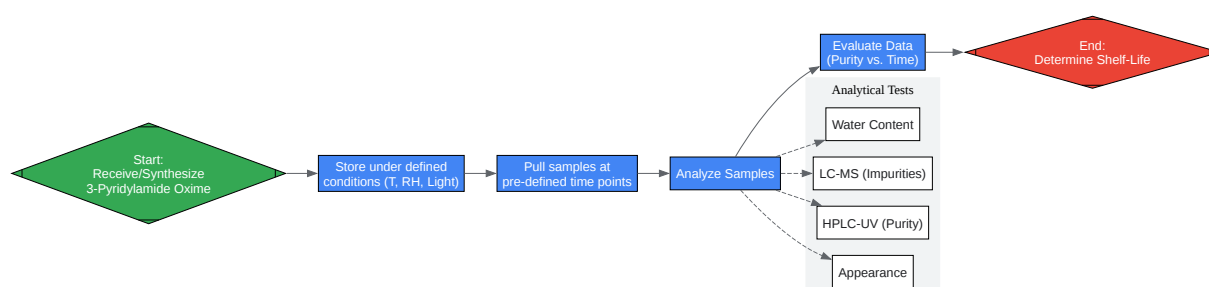 Start:
Receive/Synthesize
3-Pyridylamide Oxime
Store under defined
conditions (T, RH, Light)
Pull samples at
pre-defined time points
Analyze Samples
Evaluate Data
(Purity vs. Time)
End:
Determine Shelf-Life
Analytical Tests
Water Content
LC-MS (Impurities)
HPLC-UV (Purity)
Appearance